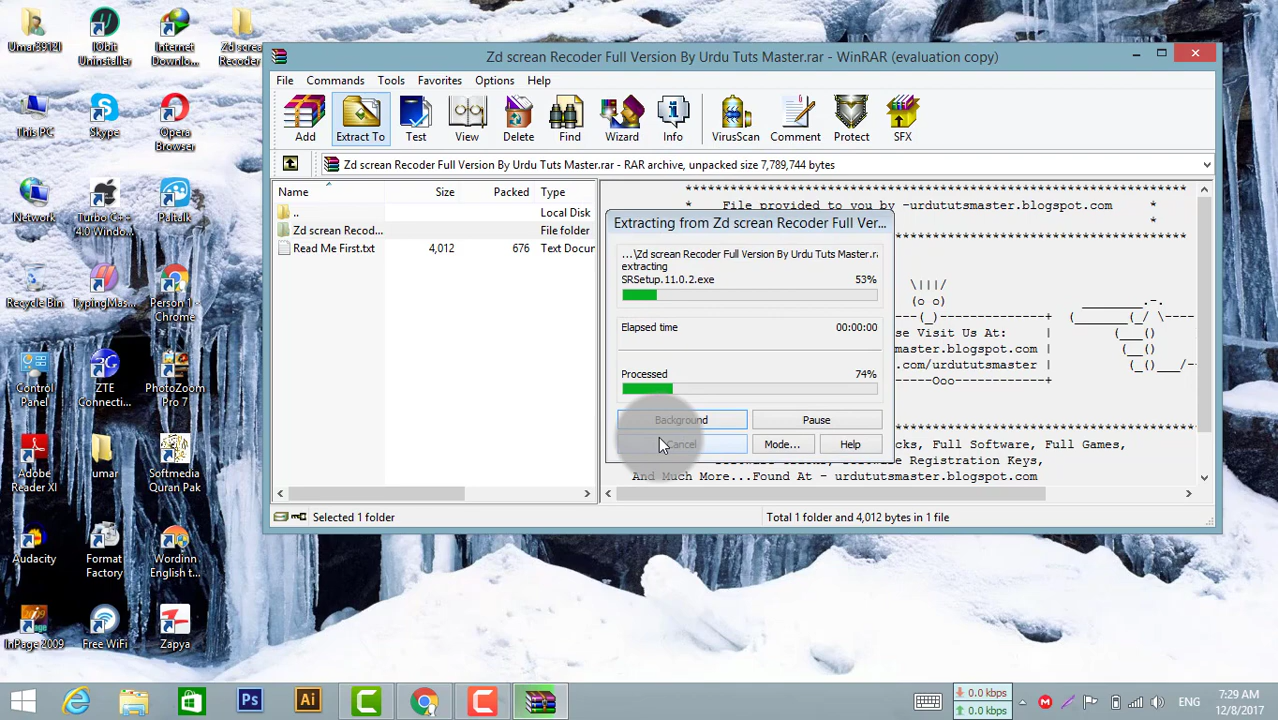 Umar3912!
IObit
Uninstaller
Internet
Downlo...
Zd screan
Recoder
This PC
Skype
Opera
Browser
Network
Turbo C++
4.0 Windo...
Paltalk
Recycle Bin
TypingMas...
Person 1 -
Chrome
Control
Panel
ZTE
Connecti...
PhotoZoom
Pro 7
Adobe
Reader XI
umar
Softmedia
Quran Pak
Audacity
Format
Factory
Wordinn
English t...
InPage 2009
Free WiFi
Zapya
Zd screan Recoder Full Version By Urdu Tuts Master.rar - WinRAR (evaluation copy)
File Commands Tools Favorites Options Help
Add Extract To Test View Delete Find Wizard Info VirusScan Comment Protect SFX
Zd screan Recoder Full Version By Urdu Tuts Master.rar - RAR archive, unpacked size 7,789,744 bytes
Name Size Packed Type
.. Local Disk
Zd screan Recod... File folder
Read Me First.txt 4,012 676 Text Docur
*******************************************
* File provided to you by -urdututsmaster.blogspot.com *
*
\|||/
(o o)
----(_)------------+
se Visit Us At: |
master.blogspot.com |
.com/urdututsmaster |
-----Ooo-----------+
Extracting from Zd screan Recoder Full Ver...
...\Zd screan Recoder Full Version By Urdu Tuts Master.ra
extracting
SRSetup.11.0.2.exe 53%
Elapsed time 00:00:00
Processed 74%
Background Pause
Cancel Mode... Help
cks, Full Software, Full Games,
Software Registration Keys,
And Much More...Found At - urdututsmaster.blogspot.com
Selected 1 folder
Total 1 folder and 4,012 bytes in 1 file
Ps
Ai
0.0 kbps
0.0 kbps
ENG
7:29 AM
12/8/2017